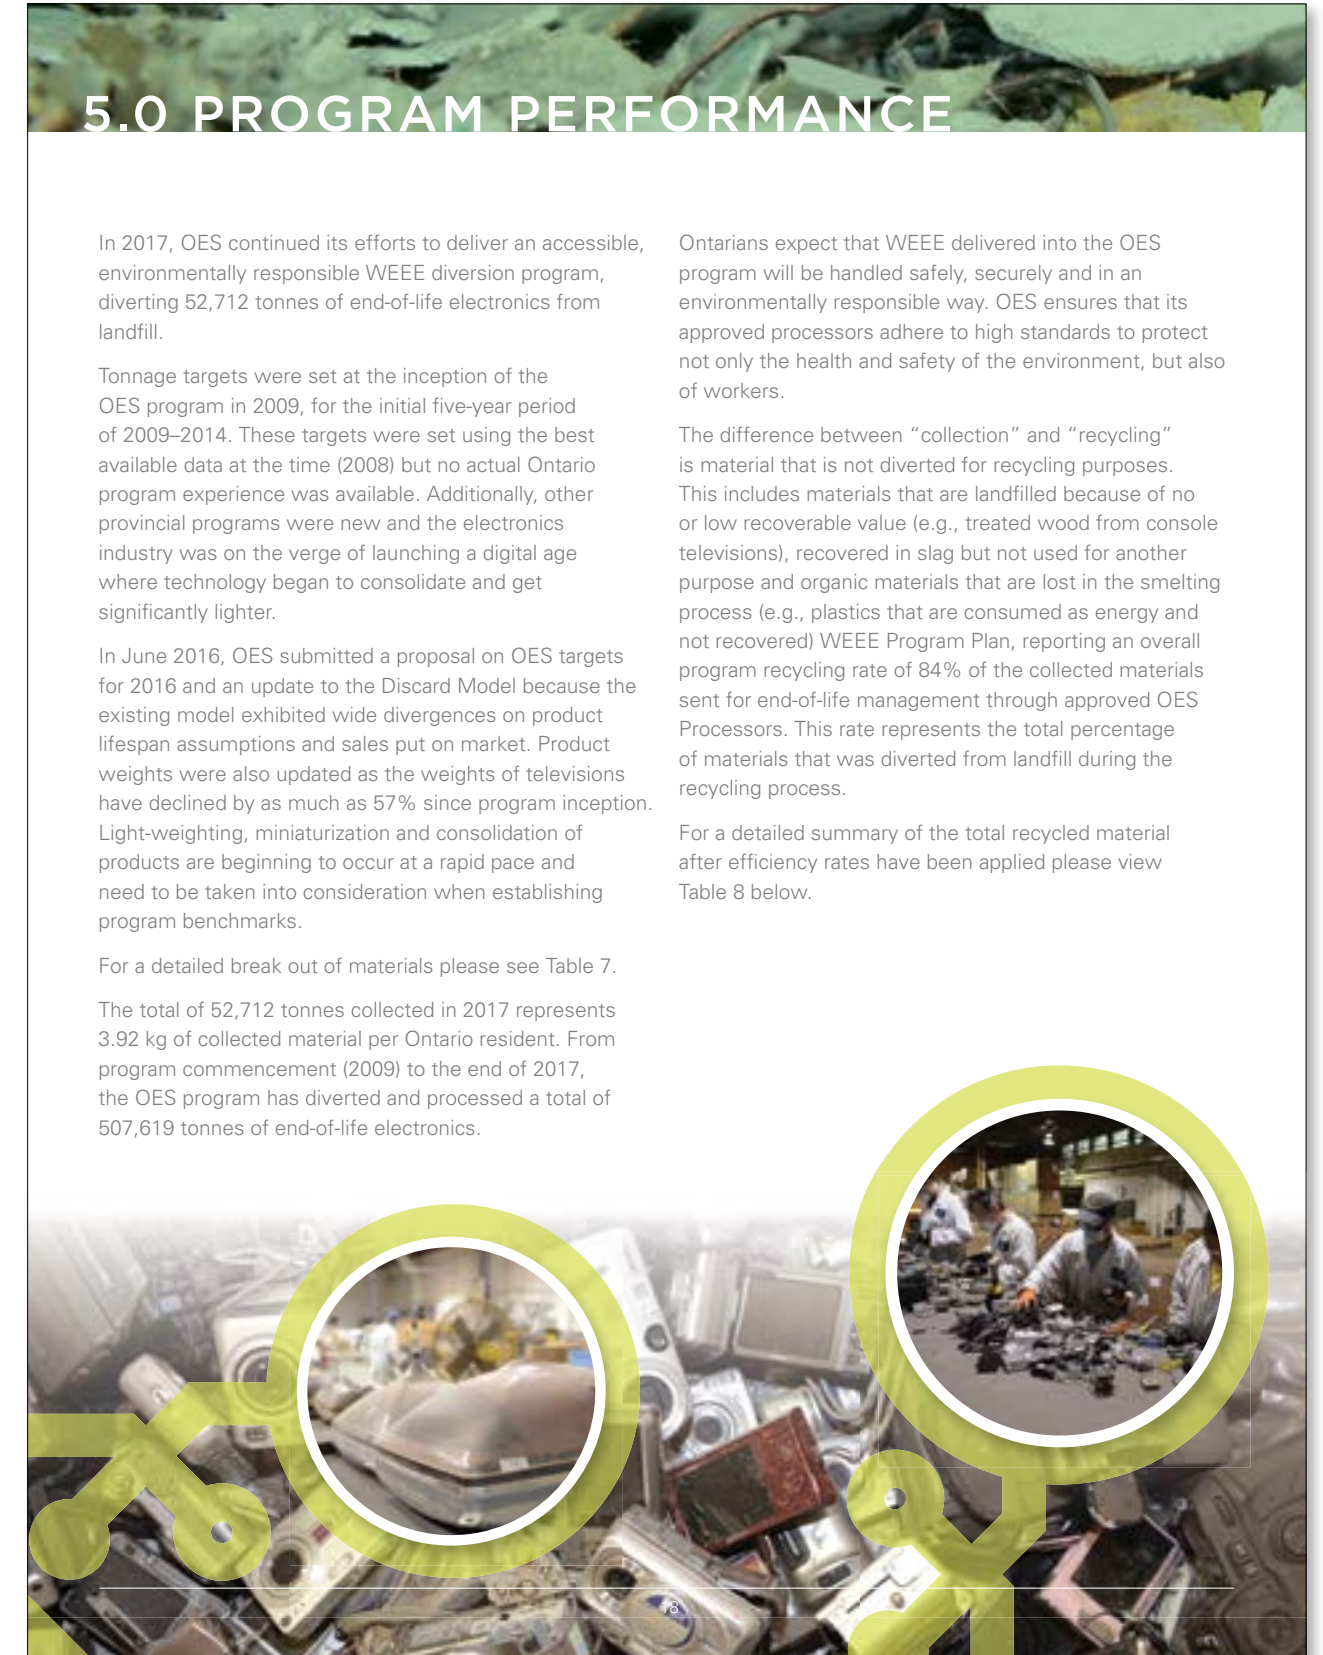 5.0 PROGRAM PERFORMANCE
In 2017, OES continued its efforts to deliver an accessible,
environmentally responsible WEEE diversion program,
diverting 52,712 tonnes of end-of-life electronics from
landfill.
Tonnage targets were set at the inception of the
OES program in 2009, for the initial five-year period
of 2009–2014. These targets were set using the best
available data at the time (2008) but no actual Ontario
program experience was available. Additionally, other
provincial programs were new and the electronics
industry was on the verge of launching a digital age
where technology began to consolidate and get
significantly lighter.
In June 2016, OES submitted a proposal on OES targets
for 2016 and an update to the Discard Model because the
existing model exhibited wide divergences on product
lifespan assumptions and sales put on market. Product
weights were also updated as the weights of televisions
have declined by as much as 57% since program inception.
Light-weighting, miniaturization and consolidation of
products are beginning to occur at a rapid pace and
need to be taken into consideration when establishing
program benchmarks.
For a detailed break out of materials please see Table 7.
The total of 52,712 tonnes collected in 2017 represents
3.92 kg of collected material per Ontario resident. From
program commencement (2009) to the end of 2017,
the OES program has diverted and processed a total of
507,619 tonnes of end-of-life electronics.
Ontarians expect that WEEE delivered into the OES
program will be handled safely, securely and in an
environmentally responsible way. OES ensures that its
approved processors adhere to high standards to protect
not only the health and safety of the environment, but also
of workers.
The difference between “collection” and “recycling”
is material that is not diverted for recycling purposes.
This includes materials that are landfilled because of no
or low recoverable value (e.g., treated wood from console
televisions), recovered in slag but not used for another
purpose and organic materials that are lost in the smelting
process (e.g., plastics that are consumed as energy and
not recovered) WEEE Program Plan, reporting an overall
program recycling rate of 84% of the collected materials
sent for end-of-life management through approved OES
Processors. This rate represents the total percentage
of materials that was diverted from landfill during the
recycling process.
For a detailed summary of the total recycled material
after efficiency rates have been applied please view
Table 8 below.
18